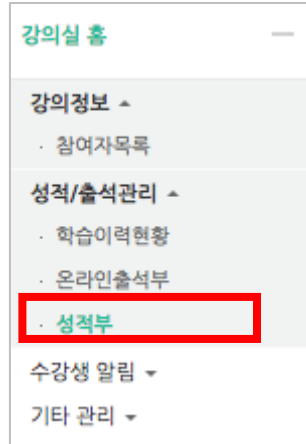 강의실 홈
강의정보
· 참여자목록
성적/출석관리
· 학습이력현황
· 온라인출석부
· 성적부
수강생 알림
기타 관리